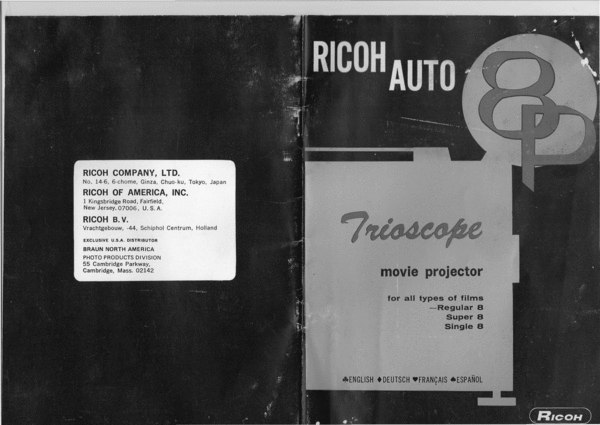 RICOH COMPANY, LTD.
No. 14-6, 6-chome, Ginza, Chuo-ku, Tokyo, Japan
RICOH OF AMERICA, INC.
1 Kingsbridge Road, Fairfield,
New Jersey, 07006, U.S.A.
RICOH B.V.
Vrachtgebouw, -44, Schiphol Centrum, Holland
EXCLUSIVE U.S.A. DISTRIBUTOR
BRAUN NORTH AMERICA
PHOTO PRODUCTS DIVISION
55 Cambridge Parkway,
Cambridge, Mass. 02142
RICOH
AUTO
8P
Trioscope
movie projector
for all types of films
—Regular 8
Super 8
Single 8
♣ENGLISH ♦DEUTSCH ♥FRANÇAIS ♠ESPAÑOL
RICOH